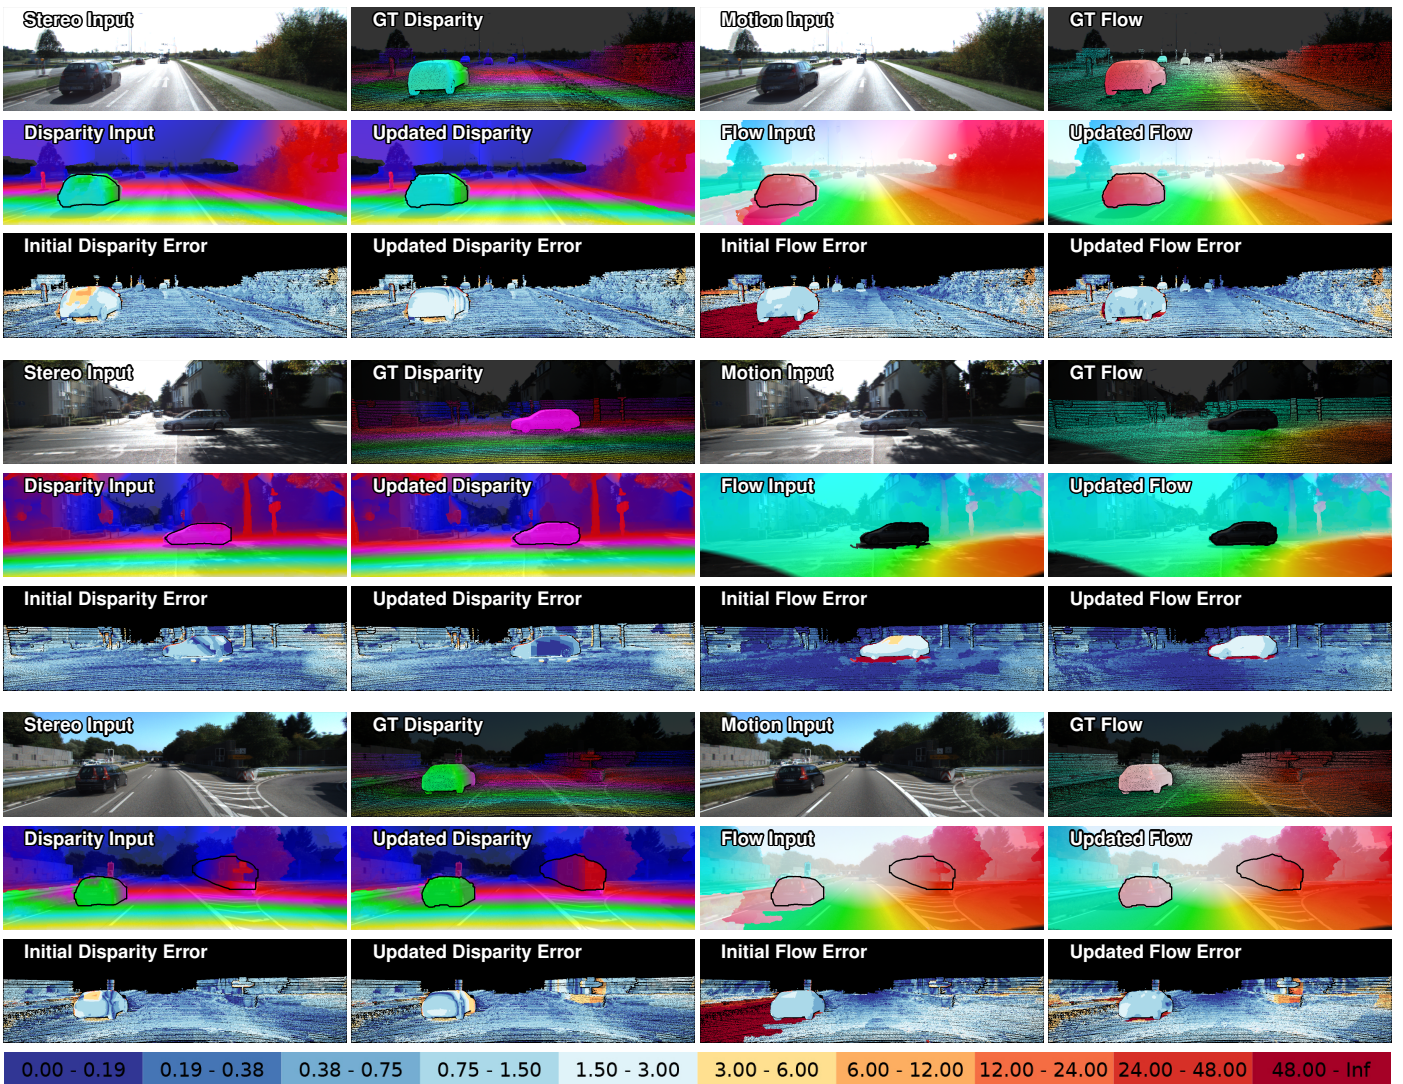 Stereo Input GT Disparity Motion Input GT Flow
Disparity Input Updated Disparity Flow Input Updated Flow
Initial Disparity Error Updated Disparity Error Initial Flow Error Updated Flow Error
Stereo Input GT Disparity Motion Input GT Flow
Disparity Input Updated Disparity Flow Input Updated Flow
Initial Disparity Error Updated Disparity Error Initial Flow Error Updated Flow Error
Stereo Input GT Disparity Motion Input GT Flow
Disparity Input Updated Disparity Flow Input Updated Flow
Initial Disparity Error Updated Disparity Error Initial Flow Error Updated Flow Error
0.00 - 0.19 0.19 - 0.38 0.38 - 0.75 0.75 - 1.50 1.50 - 3.00 3.00 - 6.00 6.00 - 12.00 12.00 - 24.00 24.00 - 48.00 48.00 - Inf